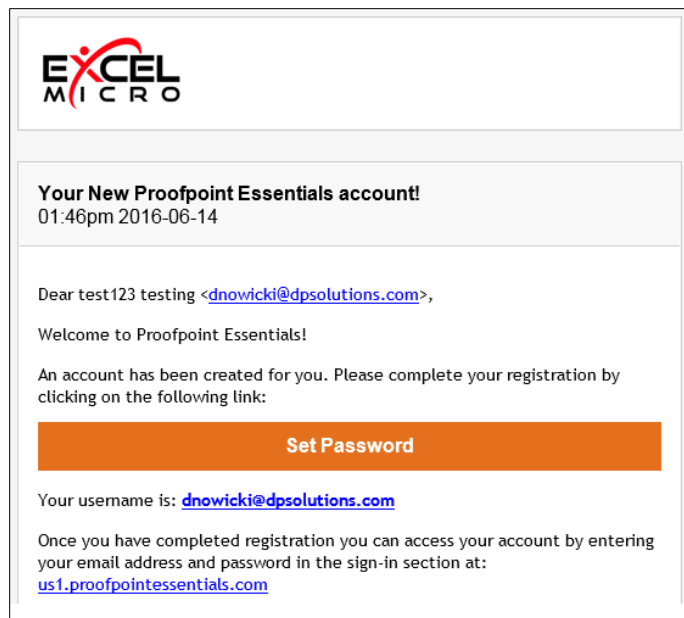 EXCEL
MICRO
Your New Proofpoint Essentials account!
01:46pm 2016-06-14
Dear test123 testing <dnowicki@dpsolutions.com>,
Welcome to Proofpoint Essentials!
An account has been created for you. Please complete your registration by
clicking on the following link:
Set Password
Your username is: dnowicki@dpsolutions.com
Once you have completed registration you can access your account by entering
your email address and password in the sign-in section at:
us1.proofpointessentials.com